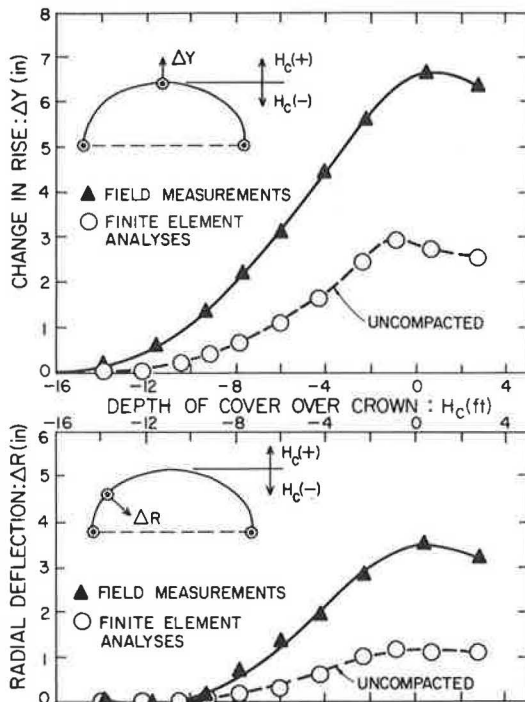 CHANGE IN RISE: ΔY (in)
7
6
5
4
3
2
1
0
ΔY
Hc(+)
Hc(-)
▲ FIELD MEASUREMENTS
○ FINITE ELEMENT
ANALYSES
UNCOMPACTED
-16 -12 -8 -4 0 4
DEPTH OF COVER OVER CROWN : Hc(ft)
-16 -12 -8 -4 0 4
RADIAL DEFLECTION: ΔR (in)
6
5
4
3
2
1
0
Hc(+)
Hc(-)
ΔR
▲ FIELD MEASUREMENTS
○ FINITE ELEMENT
ANALYSES
UNCOMPACTED